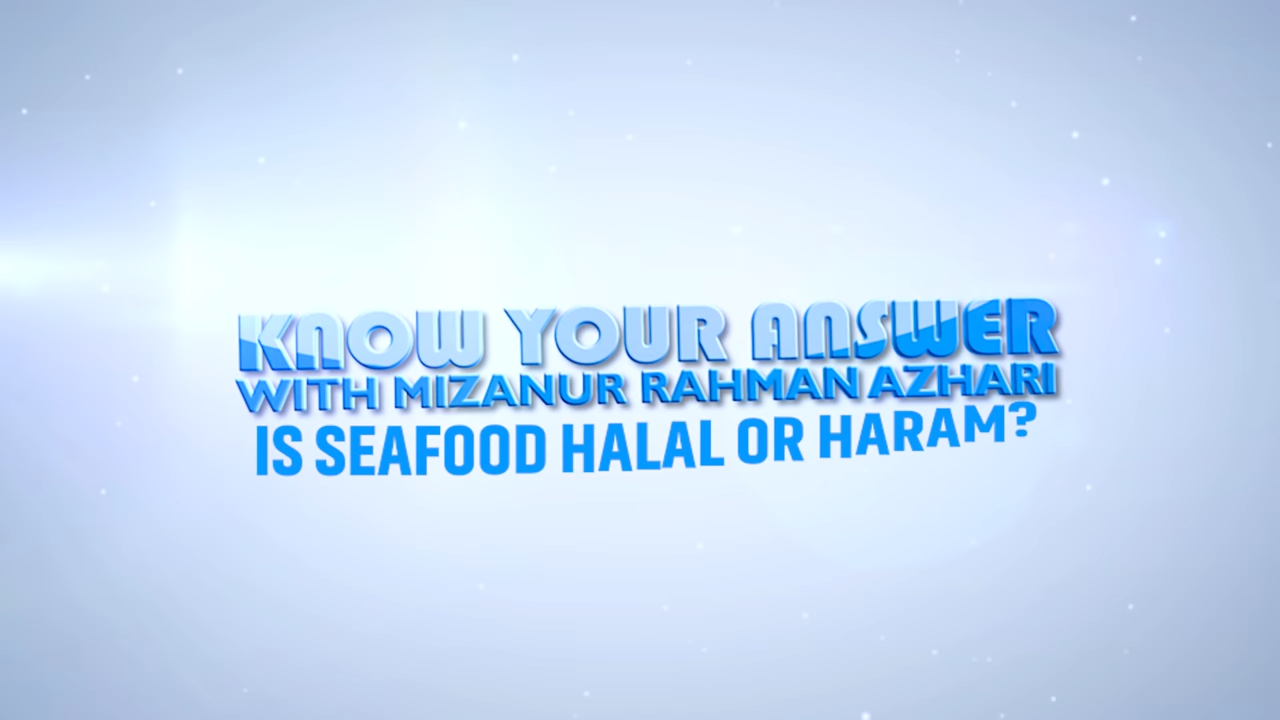 KNOW YOUR ANSWER
WITH MIZANUR RAHMAN AZHARI
IS SEAFOOD HALAL OR HARAM?